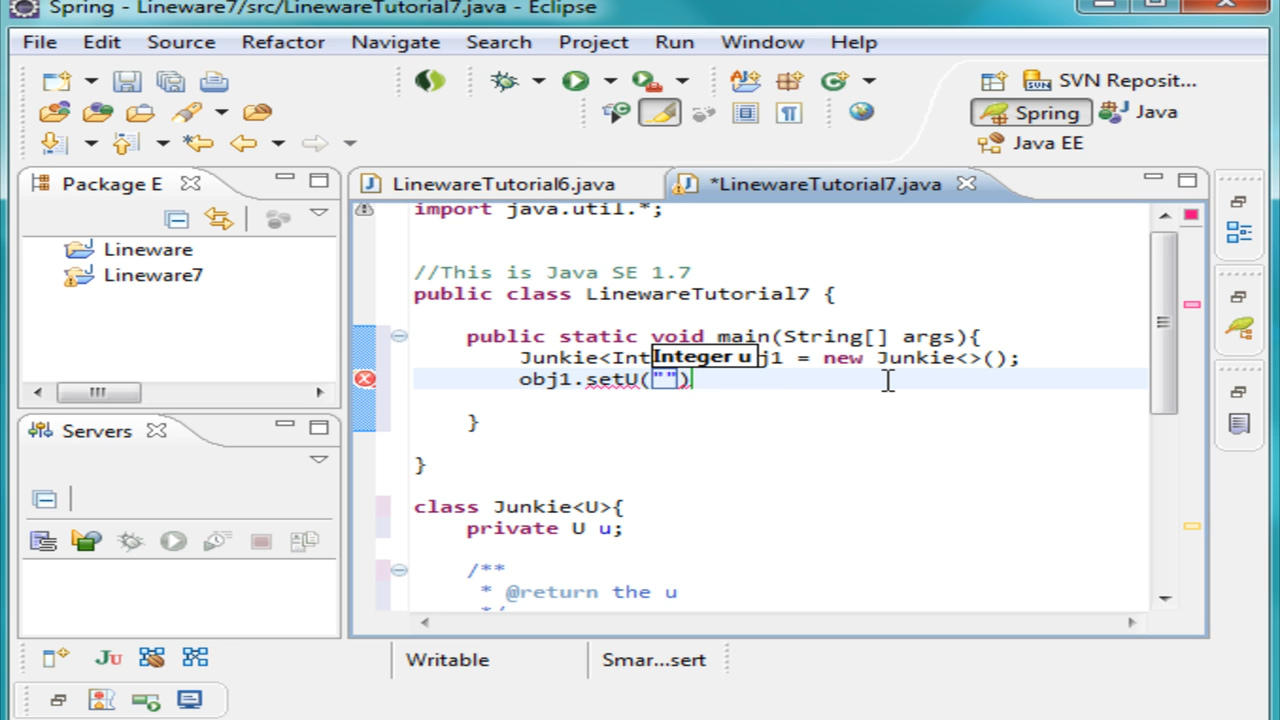 Spring - Lineware7/src/LinewareTutorial7.java - Eclipse
File Edit Source Refactor Navigate Search Project Run Window Help
SVN Reposit...
Spring Java
Java EE
Package E
LinewareTutorial6.java *LinewareTutorial7.java
Lineware
Lineware7
import java.util.*;
//This is Java SE 1.7
public class LinewareTutorial7 {
public static void main(String[] args){
Junkie<Int Integer u j1 = new Junkie<>();
obj1.setU("")
}
}
class Junkie<U>{
private U u;
/**
* @return the u
*/
Servers
Ju
Writable Smar...sert